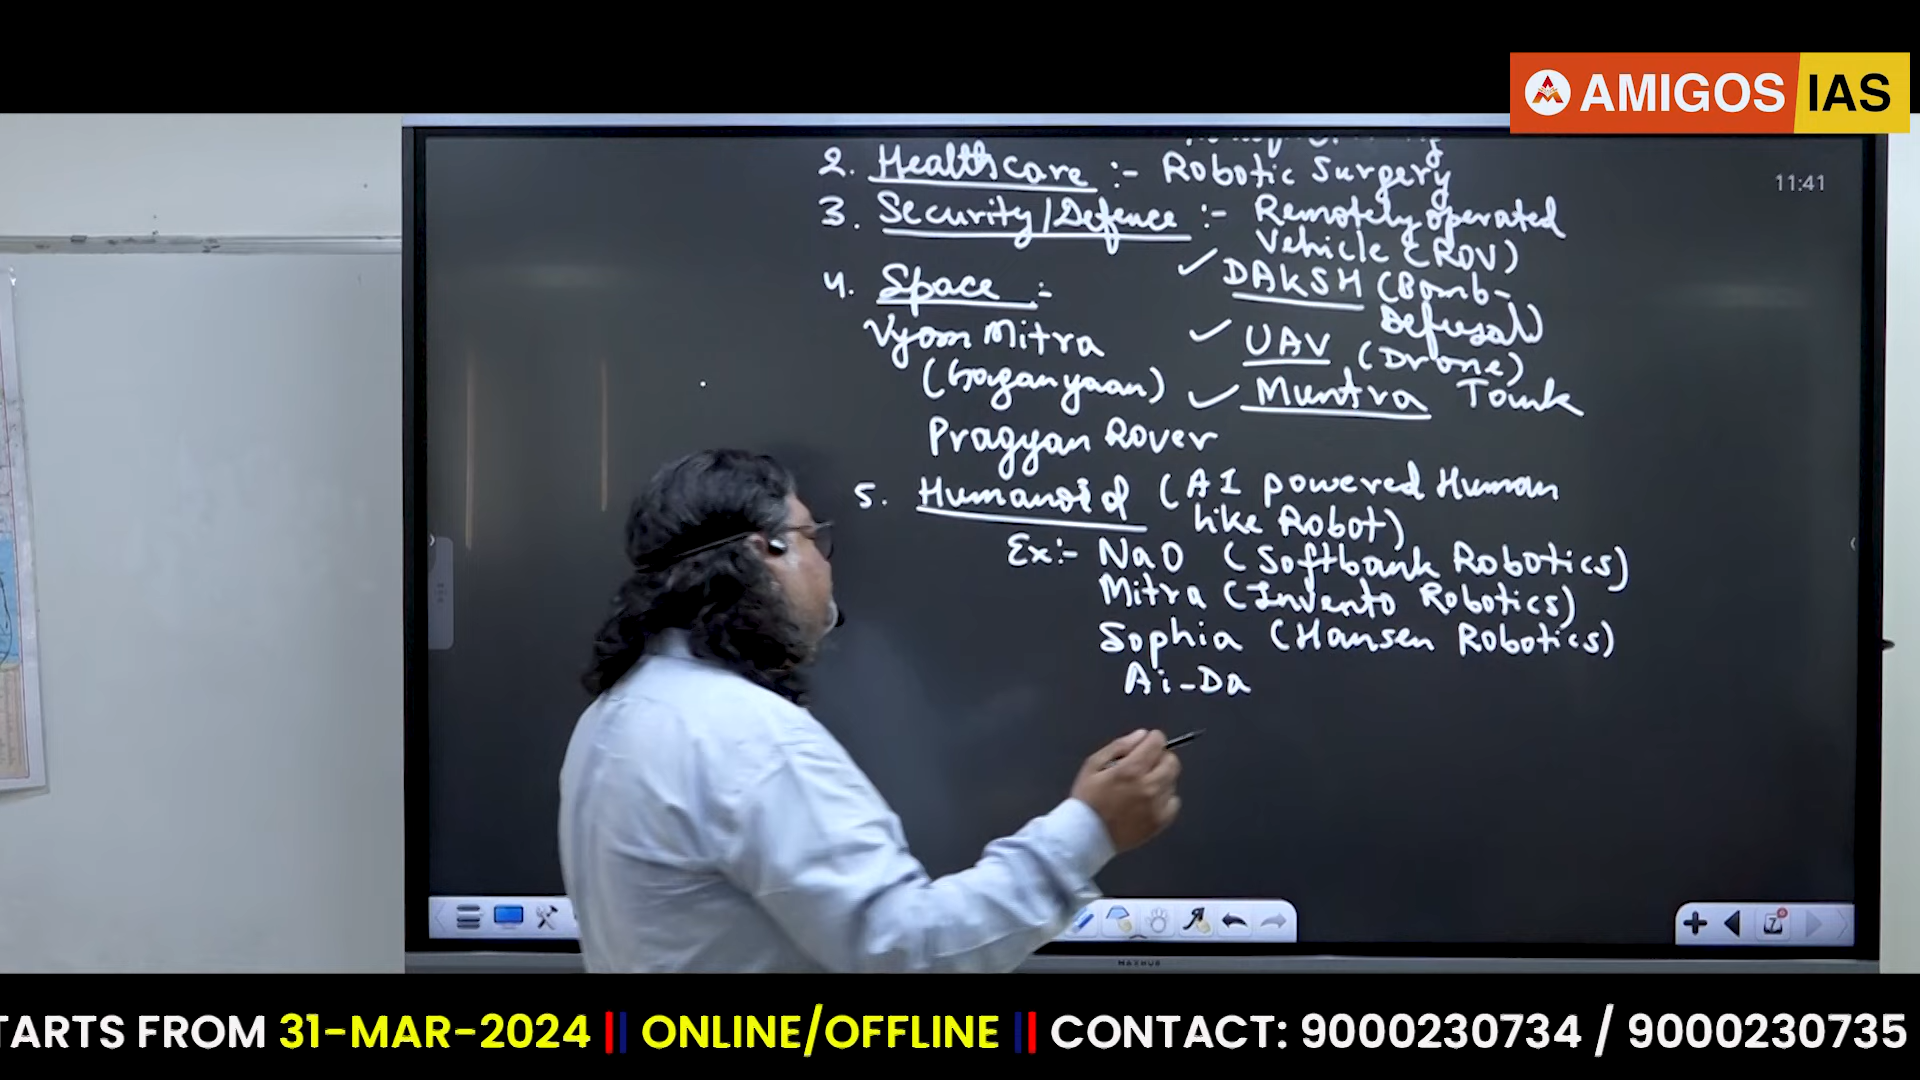 AMIGOS IAS
11:41
2. Healthcare :- Robotic Surgery
3. Security/Defence :- Remotely operated
Vehicle (ROV)
✓ DAKSH (Bomb-
Defusal)
✓ UAV (Drone)
✓ Muntra Tank
4. Space :-
Vyom Mitra
(Gaganyaan)
Pragyan Rover
5. Humanoid (AI powered Human
like Robot)
Ex:- NaO (Softbank Robotics)
Mitra (Invento Robotics)
Sophia (Hansen Robotics)
Ai-Da
MAXHUB
TARTS FROM 31-MAR-2024 || ONLINE/OFFLINE || CONTACT: 9000230734 / 9000230735